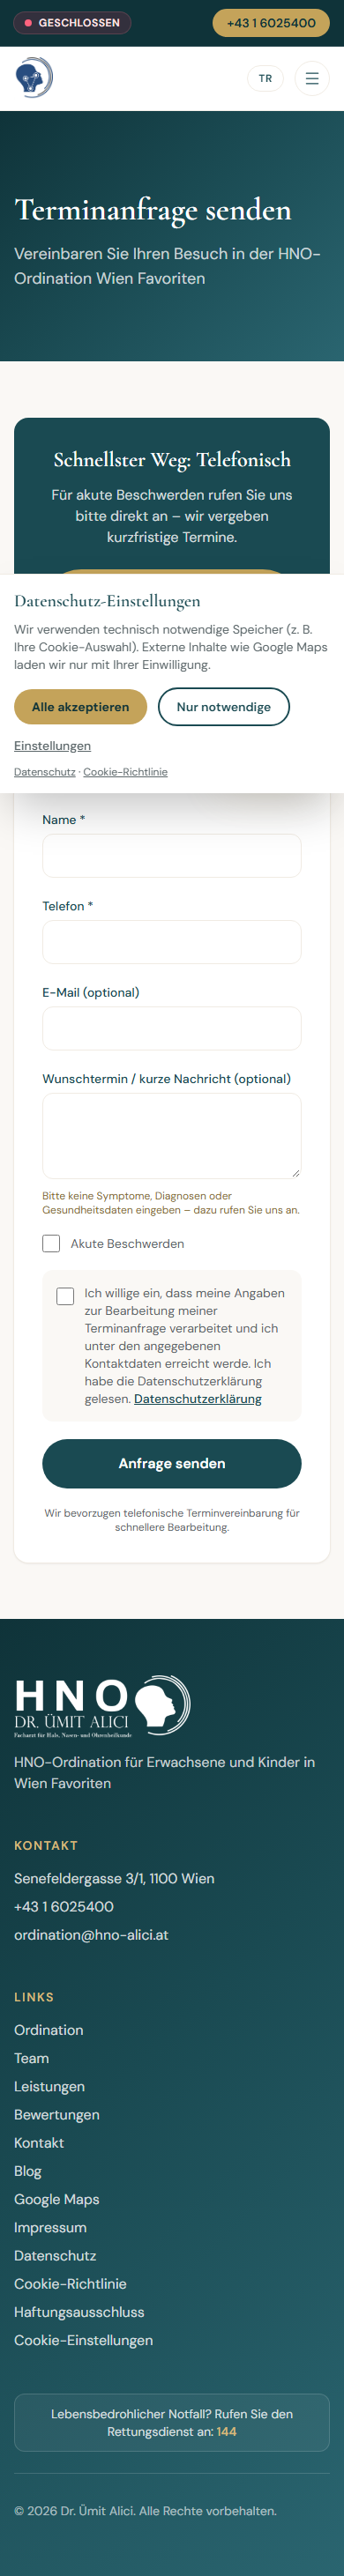 GESCHLOSSEN
+43 1 6025400
TR
Terminanfrage senden
Vereinbaren Sie Ihren Besuch in der HNO-
Ordination Wien Favoriten
Schnellster Weg: Telefonisch
Für akute Beschwerden rufen Sie uns
bitte direkt an – wir vergeben
kurzfristige Termine.
Datenschutz-Einstellungen
Wir verwenden technisch notwendige Speicher (z. B.
Ihre Cookie-Auswahl). Externe Inhalte wie Google Maps
laden wir nur mit Ihrer Einwilligung.
Alle akzeptieren
Nur notwendige
Einstellungen
Datenschutz · Cookie-Richtlinie
Name *
Telefon *
E-Mail (optional)
Wunschtermin / kurze Nachricht (optional)
Bitte keine Symptome, Diagnosen oder
Gesundheitsdaten eingeben – dazu rufen Sie uns an.
Akute Beschwerden
Ich willige ein, dass meine Angaben
zur Bearbeitung meiner
Terminanfrage verarbeitet und ich
unter den angegebenen
Kontaktdaten erreicht werde. Ich
habe die Datenschutzerklärung
gelesen. Datenschutzerklärung
Anfrage senden
Wir bevorzugen telefonische Terminvereinbarung für
schnellere Bearbeitung.
HNO
DR. ÜMIT ALICI
Facharzt für Hals, Nasen- und Ohrenheilkunde
HNO-Ordination für Erwachsene und Kinder in
Wien Favoriten
KONTAKT
Senefeldergasse 3/1, 1100 Wien
+43 1 6025400
ordination@hno-alici.at
LINKS
Ordination
Team
Leistungen
Bewertungen
Kontakt
Blog
Google Maps
Impressum
Datenschutz
Cookie-Richtlinie
Haftungsausschluss
Cookie-Einstellungen
Lebensbedrohlicher Notfall? Rufen Sie den
Rettungsdienst an: 144
© 2026 Dr. Ümit Alici. Alle Rechte vorbehalten.